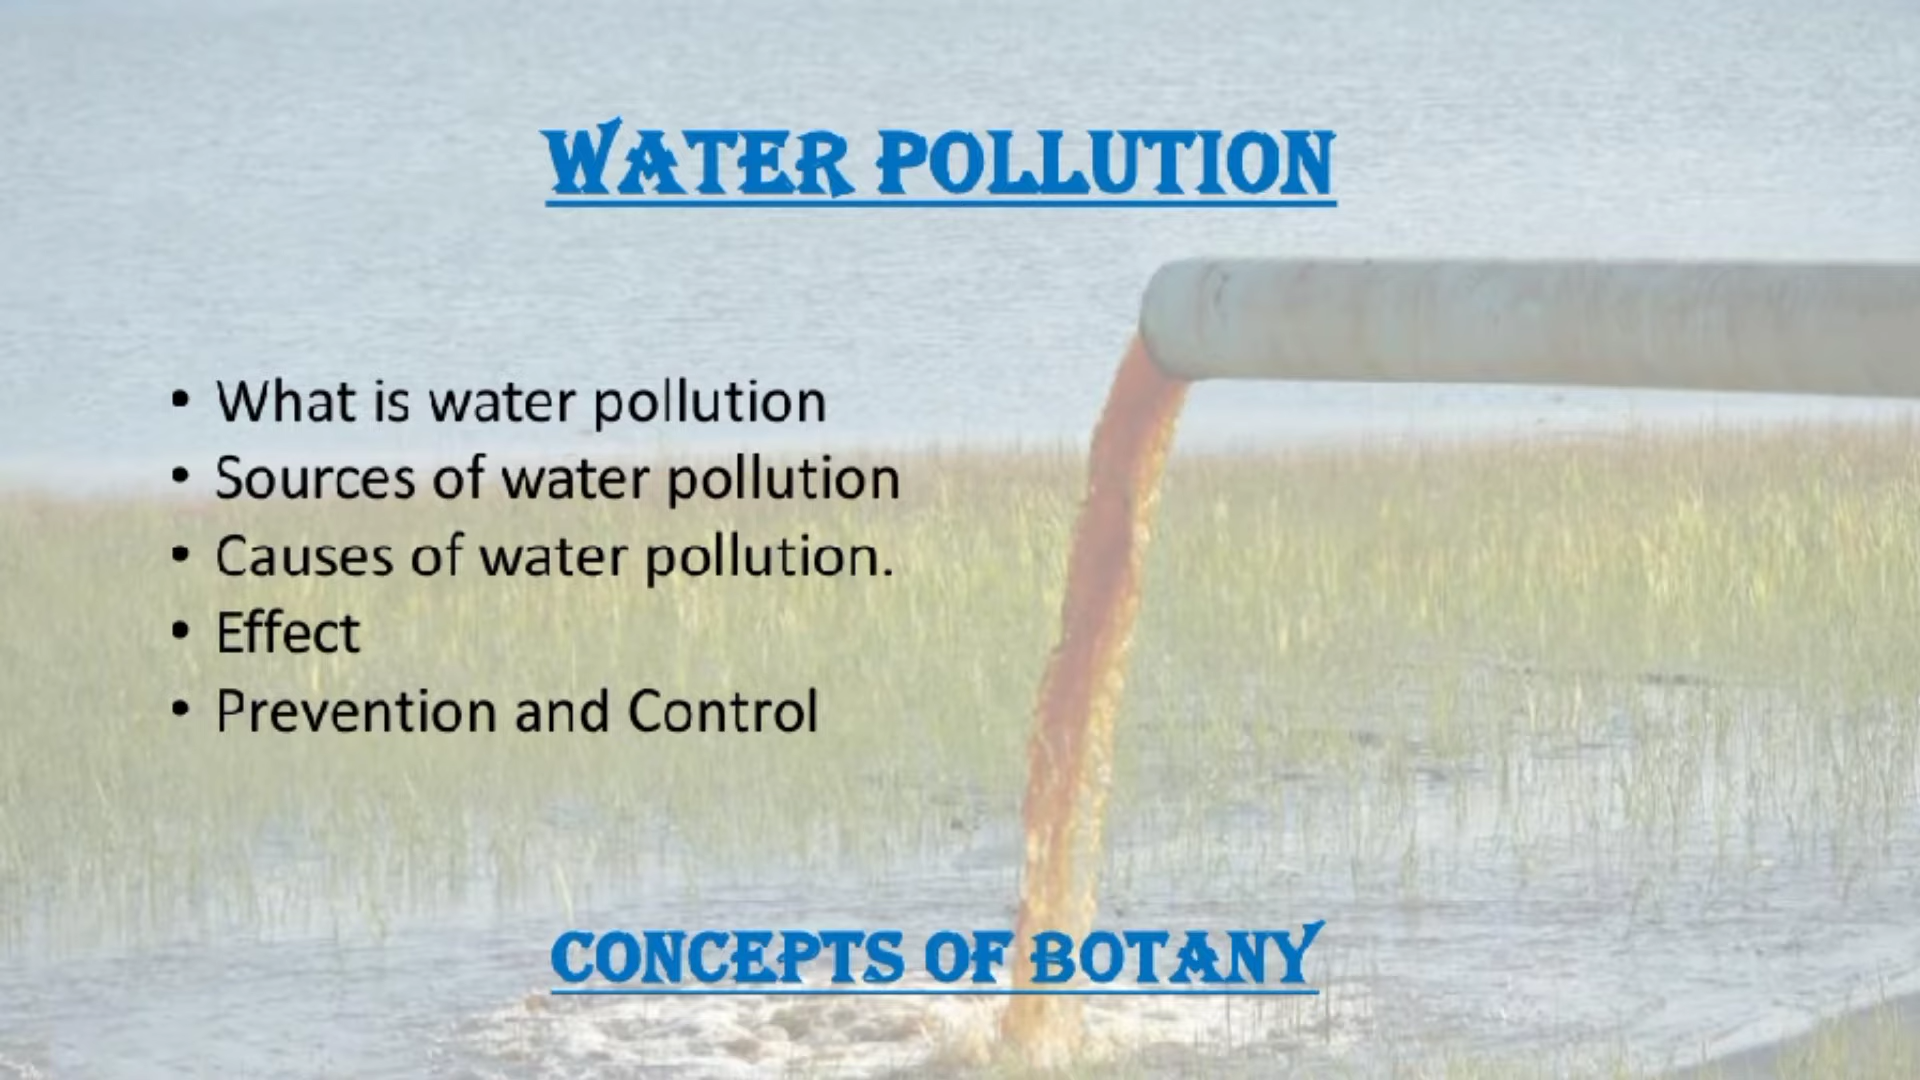 WATER POLLUTION
• What is water pollution
• Sources of water pollution
• Causes of water pollution.
• Effect
• Prevention and Control
CONCEPTS OF BOTANY